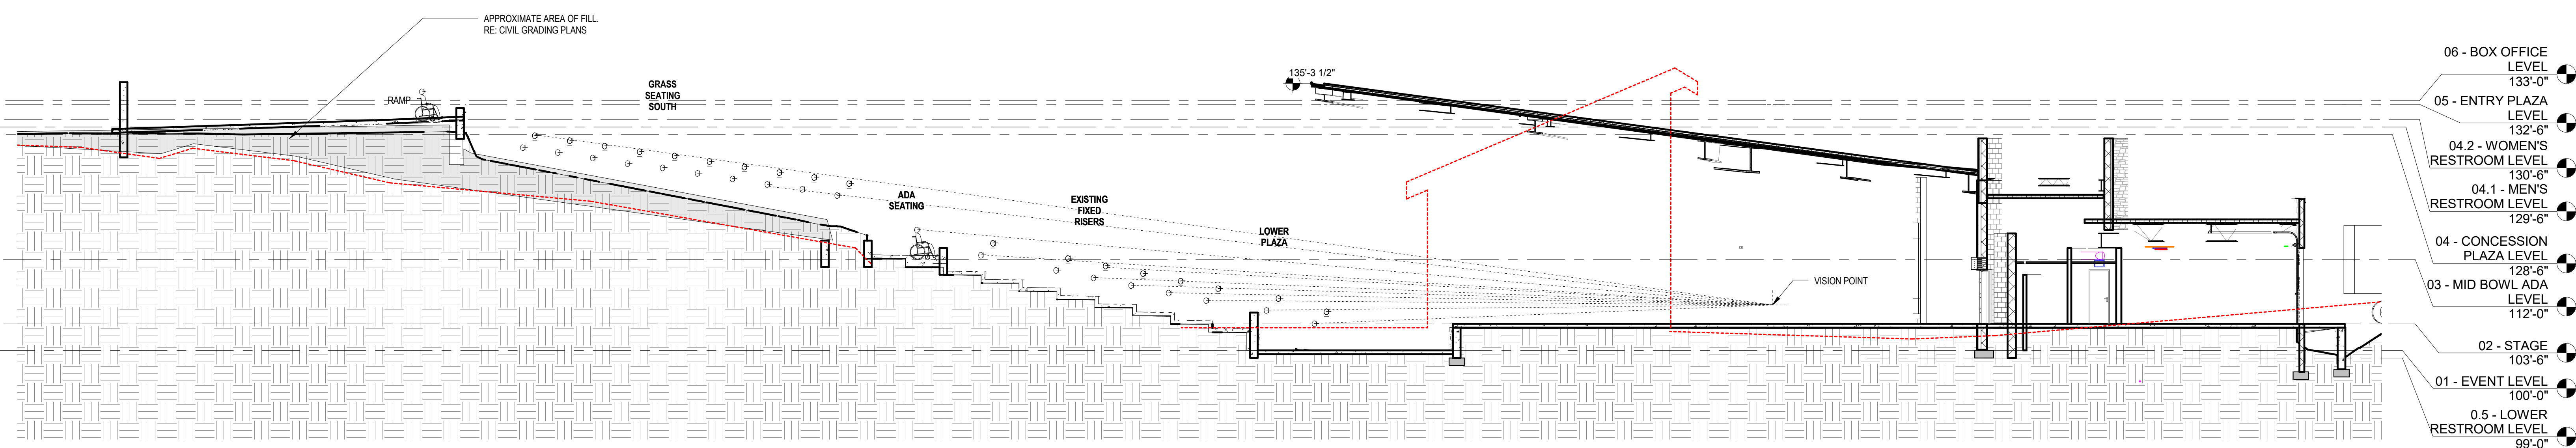 APPROXIMATE AREA OF FILL.
RE: CIVIL GRADING PLANS
RAMP
GRASS
SEATING
SOUTH
ADA
SEATING
EXISTING
FIXED
RISERS
LOWER
PLAZA
135'-3 1/2"
VISION POINT
06 - BOX OFFICE
LEVEL
133'-0"
05 - ENTRY PLAZA
LEVEL
132'-6"
04.2 - WOMEN'S
RESTROOM LEVEL
130'-6"
04.1 - MEN'S
RESTROOM LEVEL
129'-6"
04 - CONCESSION
PLAZA LEVEL
128'-6"
03 - MID BOWL ADA
LEVEL
112'-0"
02 - STAGE
103'-6"
01 - EVENT LEVEL
100'-0"
0.5 - LOWER
RESTROOM LEVEL
99'-0"